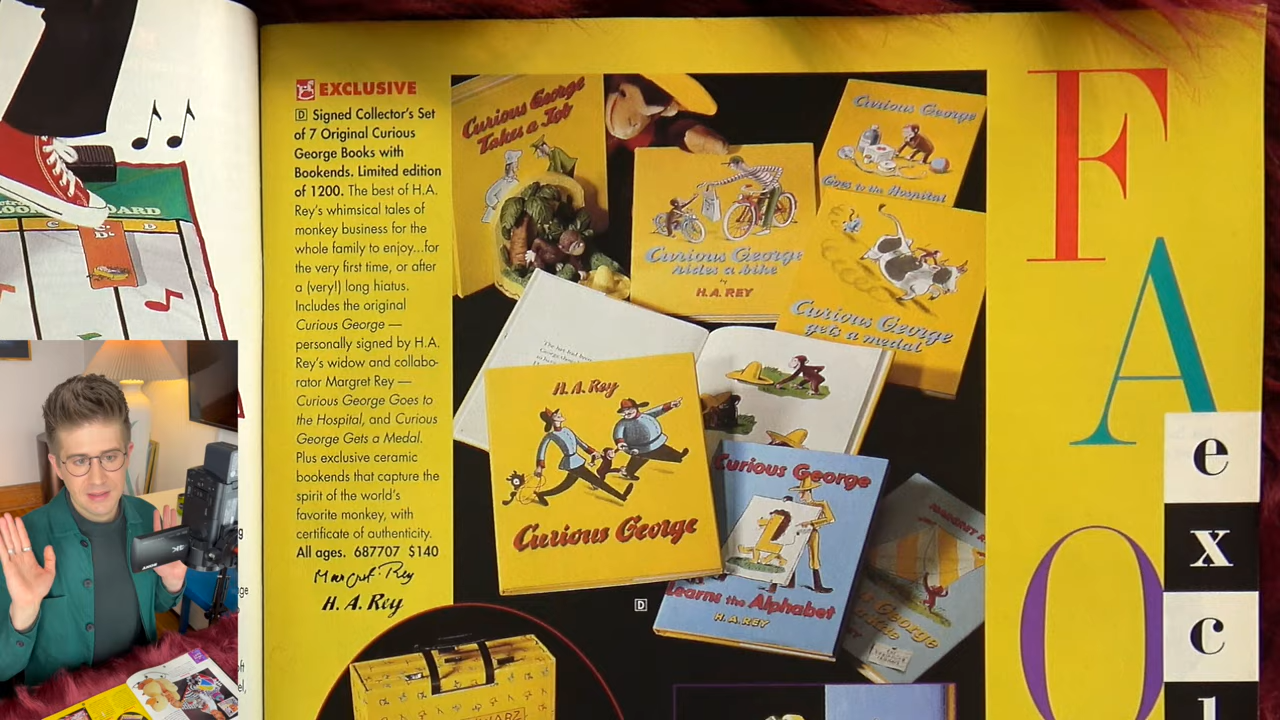 EXCLUSIVE
D Signed Collector's Set
of 7 Original Curious
George Books with
Bookends. Limited edition
of 1200. The best of H.A.
Rey's whimsical tales of
monkey business for the
whole family to enjoy...for
the very first time, or after
a (very!) long hiatus.
Includes the original
Curious George —
personally signed by H.A.
Rey's widow and collabo-
rator Margret Rey —
Curious George Goes to
the Hospital, and Curious
George Gets a Medal.
Plus exclusive ceramic
bookends that capture the
spirit of the world's
favorite monkey, with
certificate of authenticity.
All ages. 687707 $140
Margret Rey
H. A. Rey
Curious George
Takes a Job
Curious George
rides a bike
by
H.A. REY
Curious George
Goes to the Hospital
Curious George
gets a medal
H. A. Rey
Curious George
Curious George
Learns the Alphabet
H.A. REY
George
D
F
A
O
e
x
c
l